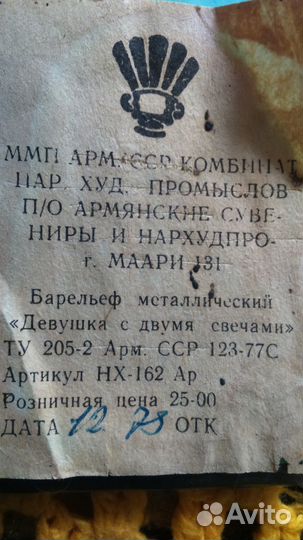 ММП АРМ. ССР КОМБИНАТ
НАР. ХУД. ПРОМЫСЛОВ
П/О АРМЯНСКИЕ СУВЕ-
НИРЫ И НАРХУДПРО-
г. МААРИ 131
Барельеф металлический
«Девушка с двумя свечами»
ТУ 205-2 Арм. ССР 123-77С
Артикул НХ-162 Ар
Розничная цена 25-00
ДАТА 12 78 ОТК
Avito